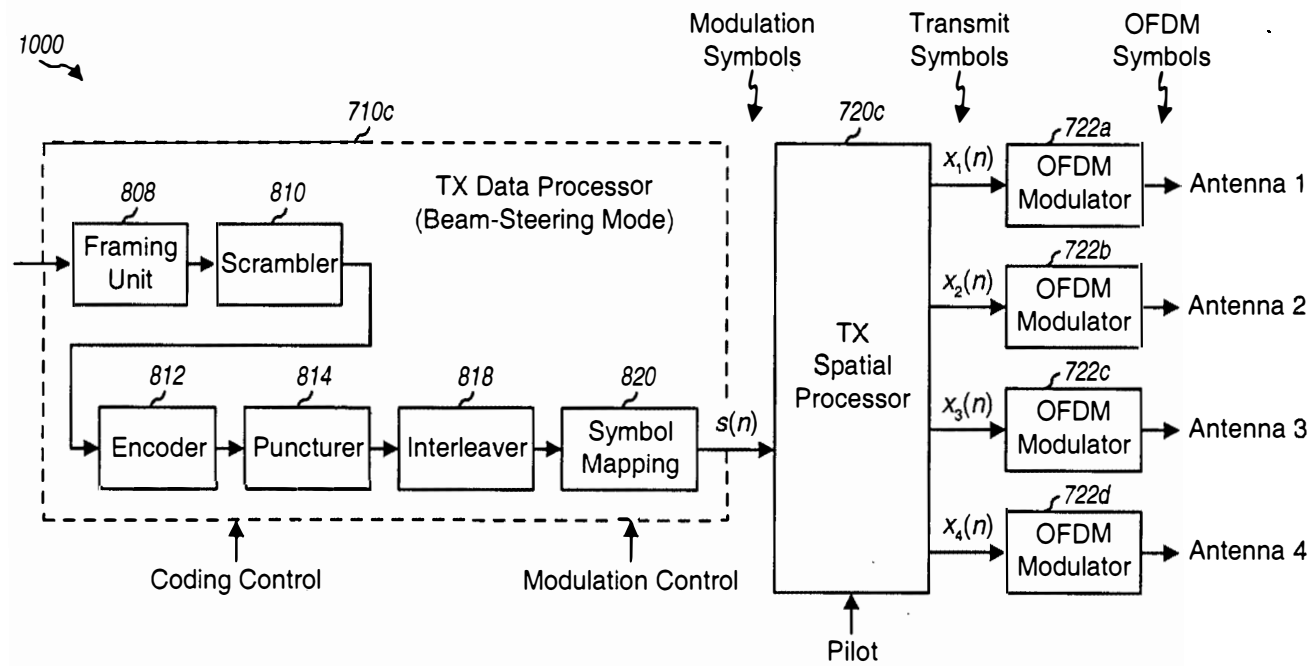 1000
Modulation
Symbols
Transmit
Symbols
OFDM
Symbols
710c
TX Data Processor
(Beam-Steering Mode)
808
Framing
Unit
810
Scrambler
812
Encoder
814
Puncturer
818
Interleaver
820
Symbol
Mapping
s(n)
Coding Control
Modulation Control
720c
TX
Spatial
Processor
Pilot
x1(n)
722a
OFDM
Modulator
Antenna 1
x2(n)
722b
OFDM
Modulator
Antenna 2
x3(n)
722c
OFDM
Modulator
Antenna 3
x4(n)
722d
OFDM
Modulator
Antenna 4